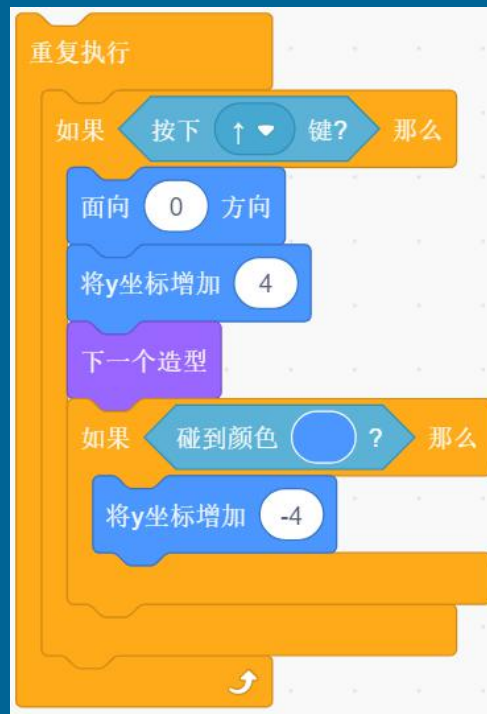 重复执行
如果 按下 ↑ 键? 那么
面向 0 方向
将y坐标增加 4
下一个造型
如果 碰到颜色 ? 那么
将y坐标增加 -4